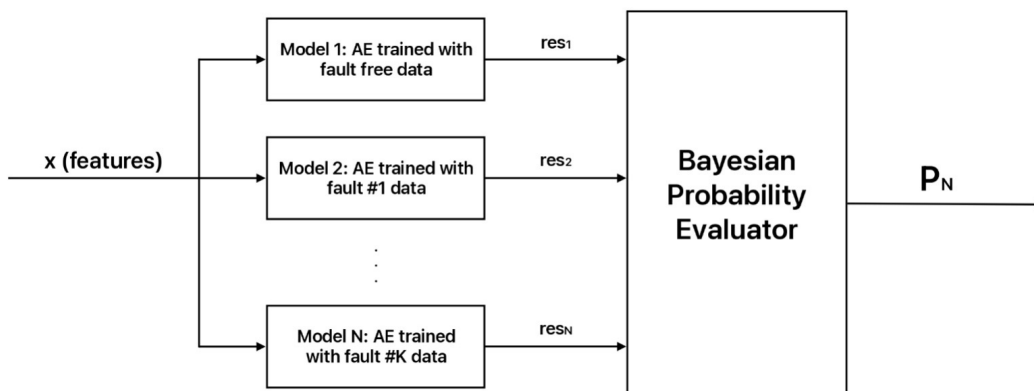 x (features)
Model 1: AE trained with
fault free data
res₁
Model 2: AE trained with
fault #1 data
res₂
.
.
.
Model N: AE trained
with fault #K data
resN
Bayesian
Probability
Evaluator
PN